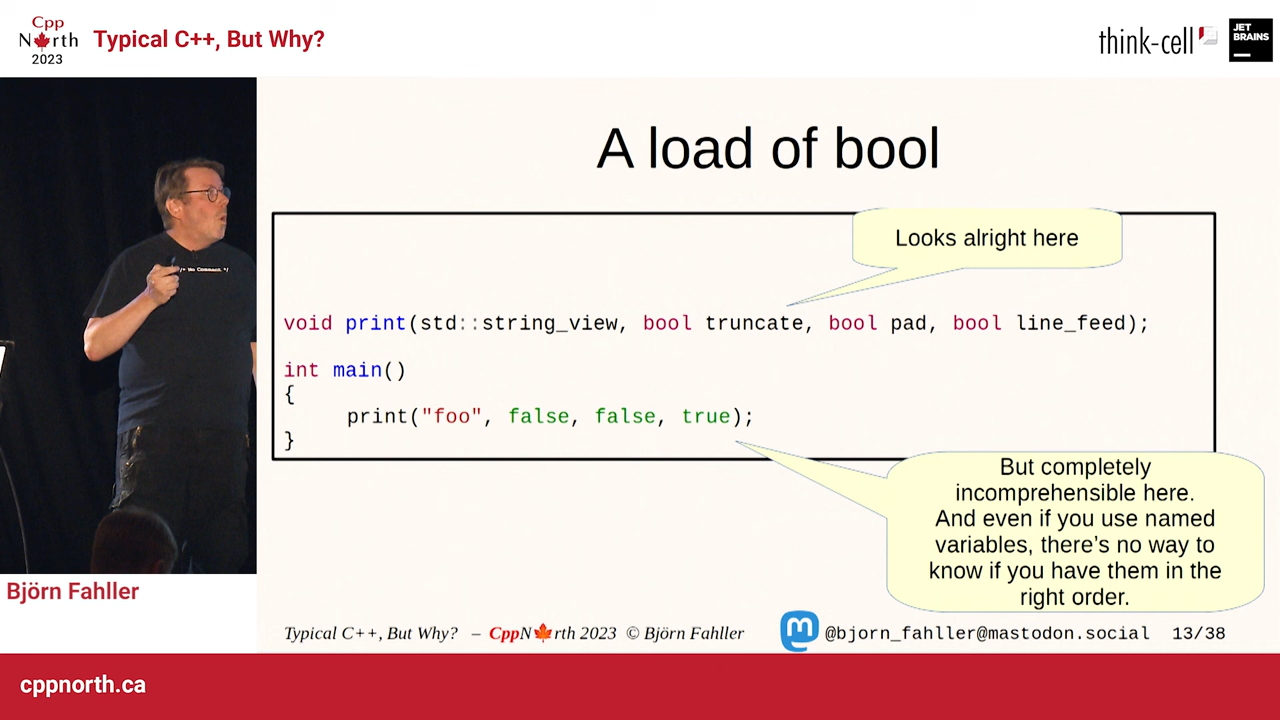 Cpp
North
2023
Typical C++, But Why?
think-cell
JET
BRAINS
A load of bool
Looks alright here
void print(std::string_view, bool truncate, bool pad, bool line_feed);
int main()
{
print("foo", false, false, true);
}
But completely
incomprehensible here.
And even if you use named
variables, there's no way to
know if you have them in the
right order.
/* No Comment. */
Björn Fahller
Typical C++, But Why? – CppNorth 2023 © Björn Fahller
@bjorn_fahller@mastodon.social 13/38
cppnorth.ca